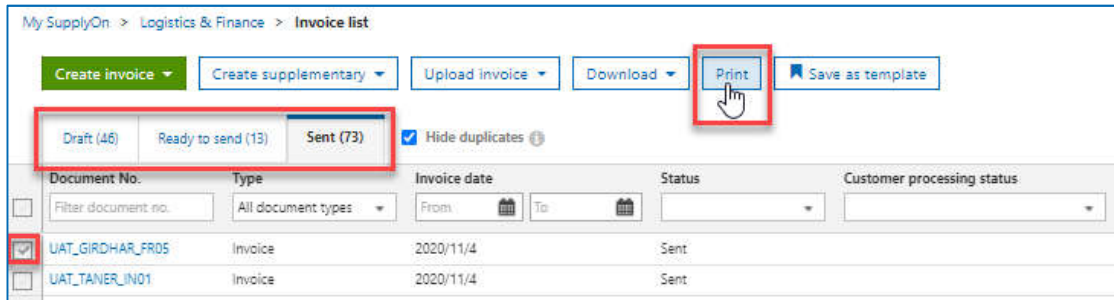 My SupplyOn > Logistics & Finance > Invoice list
Create invoice Create supplementary Upload invoice Download Print Save as template
Draft (46) Ready to send (13) Sent (73) Hide duplicates
Document No. Type Invoice date Status Customer processing status
Filter document no. All document types From To
UAT_GIRDHAR_FR05 Invoice 2020/11/4 Sent
UAT_TANER_IN01 Invoice 2020/11/4 Sent